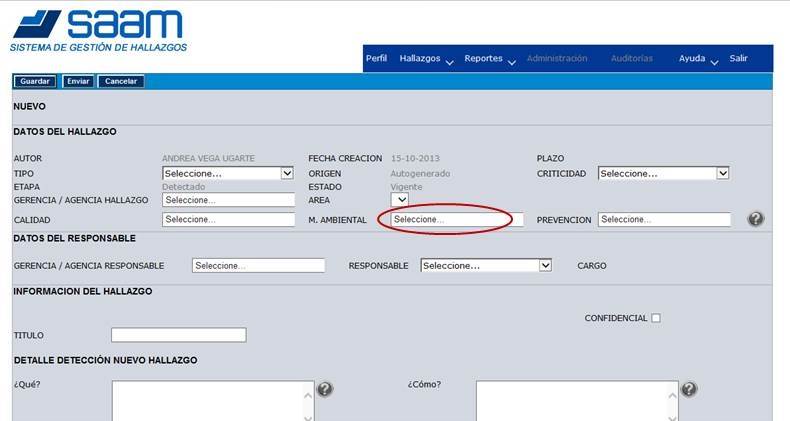 saam
SISTEMA DE GESTIÓN DE HALLAZGOS
Perfil Hallazgos Reportes Administración Auditorías Ayuda Salir
Guardar Enviar Cancelar
NUEVO
DATOS DEL HALLAZGO
AUTOR ANDREA VEGA UGARTE FECHA CREACION 15-10-2013 PLAZO
TIPO Seleccione... ORIGEN Autogenerado CRITICIDAD Seleccione...
ETAPA Detectado ESTADO Vigente
GERENCIA / AGENCIA HALLAZGO Seleccione... AREA
CALIDAD Seleccione... M. AMBIENTAL Seleccione... PREVENCION Seleccione... ?
DATOS DEL RESPONSABLE
GERENCIA / AGENCIA RESPONSABLE Seleccione... RESPONSABLE Seleccione... CARGO
INFORMACION DEL HALLAZGO
CONFIDENCIAL
TITULO
DETALLE DETECCIÓN NUEVO HALLAZGO
¿Qué? ? ¿Cómo? ?